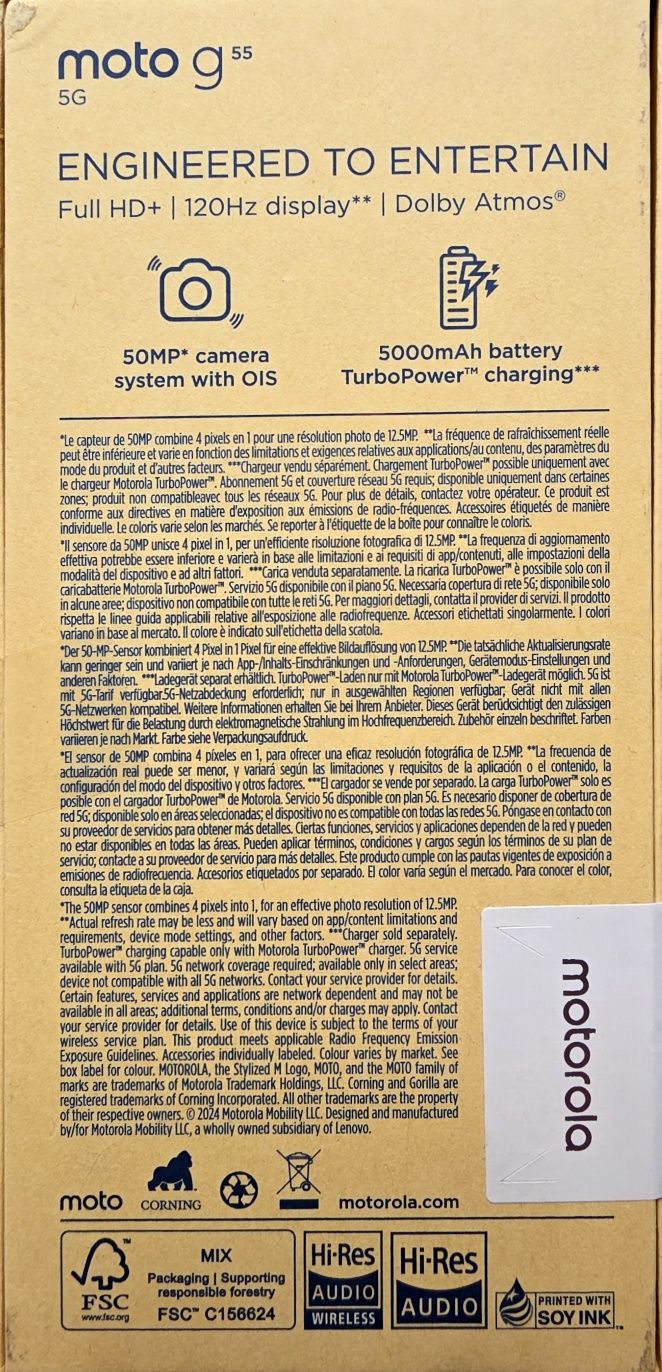 moto g 55
5G
ENGINEERED TO ENTERTAIN
Full HD+ | 120Hz display** | Dolby Atmos®
50MP* camera
system with OIS
5000mAh battery
TurboPower™ charging***
*Le capteur de 50MP combine 4 pixels en 1 pour une résolution photo de 12.5MP. **La fréquence de rafraîchissement réelle
peut être inférieure et varie en fonction des limitations et exigences relatives aux applications/au contenu, des paramètres du
mode du produit et d'autres facteurs. ***Chargeur vendu séparément. Chargement TurboPower™ possible uniquement avec
le chargeur Motorola TurboPower™. Abonnement 5G et couverture réseau 5G requis; disponible uniquement dans certaines
zones; produit non compatibleavec tous les réseaux 5G. Pour plus de détails, contactez votre opérateur. Ce produit est
conforme aux directives en matière d'exposition aux émissions de radio-fréquences. Accessoires étiquetés de manière
individuelle. Le coloris varie selon les marchés. Se reporter à l'étiquette de la boîte pour connaître le coloris.
*Il sensore da 50MP unisce 4 pixel in 1, per un'efficiente risoluzione fotografica di 12.5MP. **La frequenza di aggiornamento
effettiva potrebbe essere inferiore e varierà in base alle limitazioni e ai requisiti di app/contenuti, alle impostazioni della
modalità del dispositivo e ad altri fattori. ***Carica venduta separatamente. La ricarica TurboPower™ è possibile solo con il
caricabatterie Motorola TurboPower™. Servizio 5G disponibile con il piano 5G. Necessaria copertura di rete 5G; disponibile solo
in alcune aree; dispositivo non compatibile con tutte le reti 5G. Per maggiori dettagli, contatta il provider di servizi. Il prodotto
rispetta le linee guida applicabili relative all'esposizione alle radiofrequenze. Accessori etichettati singolarmente. I colori
variano in base al mercato. Il colore è indicato sull'etichetta della scatola.
*Der 50-MP-Sensor kombiniert 4 Pixel in 1 Pixel für eine effektive Bildauflösung von 12.5MP. **Die tatsächliche Aktualisierungsrate
kann geringer sein und variiert je nach App-/Inhalts-Einschränkungen und -Anforderungen, Gerätemodus-Einstellungen und
anderen Faktoren. ***Ladegerät separat erhältlich. TurboPower™-Laden nur mit Motorola TurboPower™-Ladegerät möglich. 5G ist
mit 5G-Tarif verfügbar.5G-Netzabdeckung erforderlich; nur in ausgewählten Regionen verfügbar; Gerät nicht mit allen
5G-Netzwerken kompatibel. Weitere Informationen erhalten Sie bei Ihrem Anbieter. Dieses Gerät berücksichtigt den zulässigen
Höchstwert für die Belastung durch elektromagnetische Strahlung im Hochfrequenzbereich. Zubehör einzeln beschriftet. Farben
variieren je nach Markt. Farbe siehe Verpackungsaufdruck.
*El sensor de 50MP combina 4 píxeles en 1, para ofrecer una eficaz resolución fotográfica de 12.5MP. **La frecuencia de
actualización real puede ser menor, y variará según las limitaciones y requisitos de la aplicación o el contenido, la
configuración del modo del dispositivo y otros factores. ***El cargador se vende por separado. La carga TurboPower™ solo es
posible con el cargador TurboPower™ de Motorola. Servicio 5G disponible con plan 5G. Es necesario disponer de cobertura de
red 5G; disponible solo en áreas seleccionadas; el dispositivo no es compatible con todas las redes 5G. Póngase en contacto con
su proveedor de servicios para obtener más detalles. Ciertas funciones, servicios y aplicaciones dependen de la red y pueden
no estar disponibles en todas las áreas. Pueden aplicar términos, condiciones y cargos según los términos de su plan de
servicio; contacte a su proveedor de servicio para más detalles. Este producto cumple con las pautas vigentes de exposición a
emisiones de radiofrecuencia. Accesorios etiquetados por separado. El color varía según el mercado. Para conocer el color,
consulta la etiqueta de la caja.
*The 50MP sensor combines 4 pixels into 1, for an effective photo resolution of 12.5MP.
**Actual refresh rate may be less and will vary based on app/content limitations and
requirements, device mode settings, and other factors. ***Charger sold separately.
TurboPower™ charging capable only with Motorola TurboPower™ charger. 5G service
available with 5G plan. 5G network coverage required; available only in select areas;
device not compatible with all 5G networks. Contact your service provider for details.
Certain features, services and applications are network dependent and may not be
available in all areas; additional terms, conditions and/or charges may apply. Contact
your service provider for details. Use of this device is subject to the terms of your
wireless service plan. This product meets applicable Radio Frequency Emission
Exposure Guidelines. Accessories individually labeled. Colour varies by market. See
box label for colour. MOTOROLA, the Stylized M Logo, MOTO, and the MOTO family of
marks are trademarks of Motorola Trademark Holdings, LLC. Corning and Gorilla are
registered trademarks of Corning Incorporated. All other trademarks are the property
of their respective owners. © 2024 Motorola Mobility LLC. Designed and manufactured
by/for Motorola Mobility LLC, a wholly owned subsidiary of Lenovo.
motorola
moto
CORNING
motorola.com
FSC™
www.fsc.org
MIX
Packaging | Supporting
responsible forestry
FSC™ C156624
Hi-Res
AUDIO
WIRELESS
Hi-Res
AUDIO
PRINTED WITH
SOY INK™